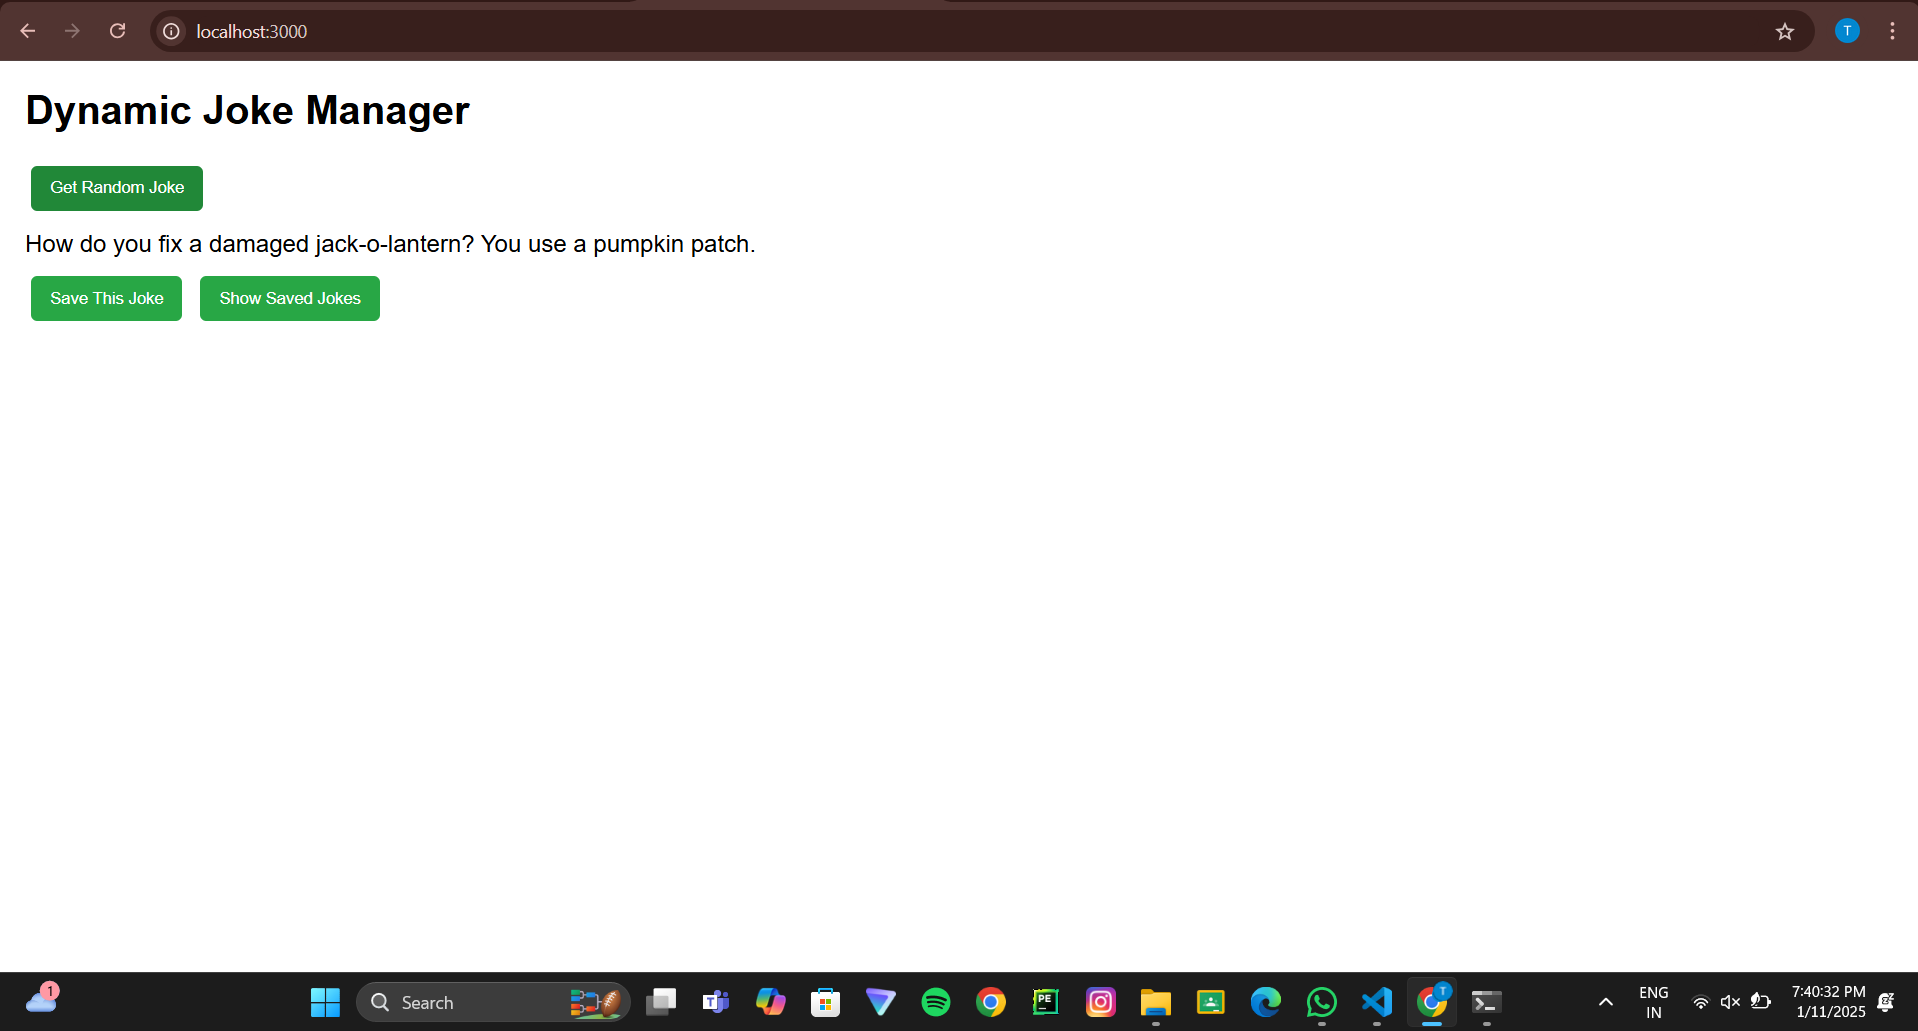 localhost:3000
T
Dynamic Joke Manager
Get Random Joke
How do you fix a damaged jack-o-lantern? You use a pumpkin patch.
Save This Joke
Show Saved Jokes
1
Search
T
PE
T
ENG
IN
7:40:32 PM
1/11/2025